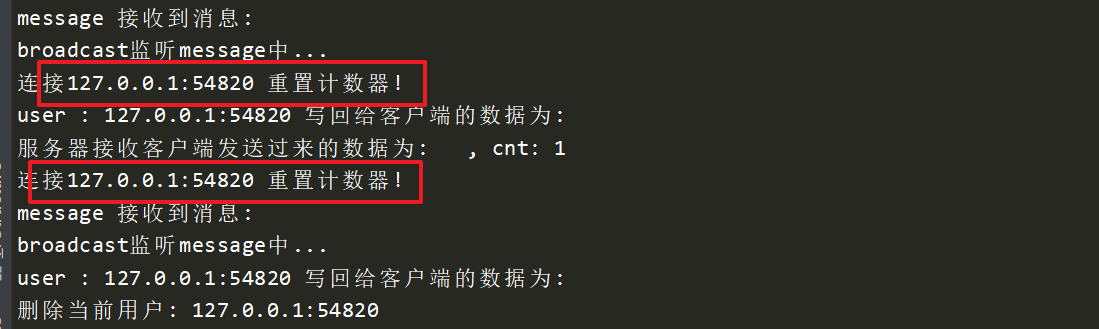 message 接收到消息:
broadcast监听message中...
连接127.0.0.1:54820 重置计数器!
user : 127.0.0.1:54820 写回给客户端的数据为:
服务器接收客户端发送过来的数据为:   , cnt: 1
连接127.0.0.1:54820 重置计数器!
message 接收到消息:
broadcast监听message中...
user : 127.0.0.1:54820 写回给客户端的数据为:
删除当前用户: 127.0.0.1:54820